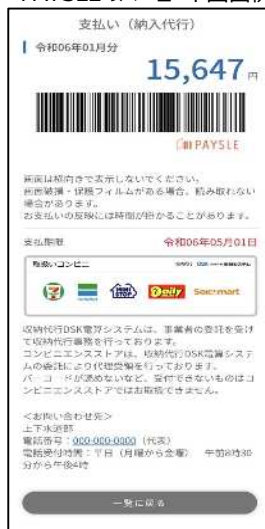 支払い（納入代行）
令和06年01月分
15,647 円
PAYSLE
画面は横向きで表示しないでください。
画面破損・保護フィルムがある場合、読み取れない
場合があります。
お支払いの反映には時間が掛かることがあります。
支払期限
令和06年05月01日
取扱いコンビニ
MINI STOP
Daily
Seicomart
収納代行DSK電算システムは、事業者の委託を受け
て収納代行事務を行っております。
コンビニエンスストアは、収納代行DSK電算システ
ムの委託により代理受領を行っております。
バーコードが読めないなど、受付できないものはコ
ンビニエンスストアではお取扱できません。
＜お問い合わせ先＞
上下水道部
電話番号：000-000-0000（代表）
電話受付時間：平日（月曜から金曜） 午前8時30
分から午後4時
一覧に戻る